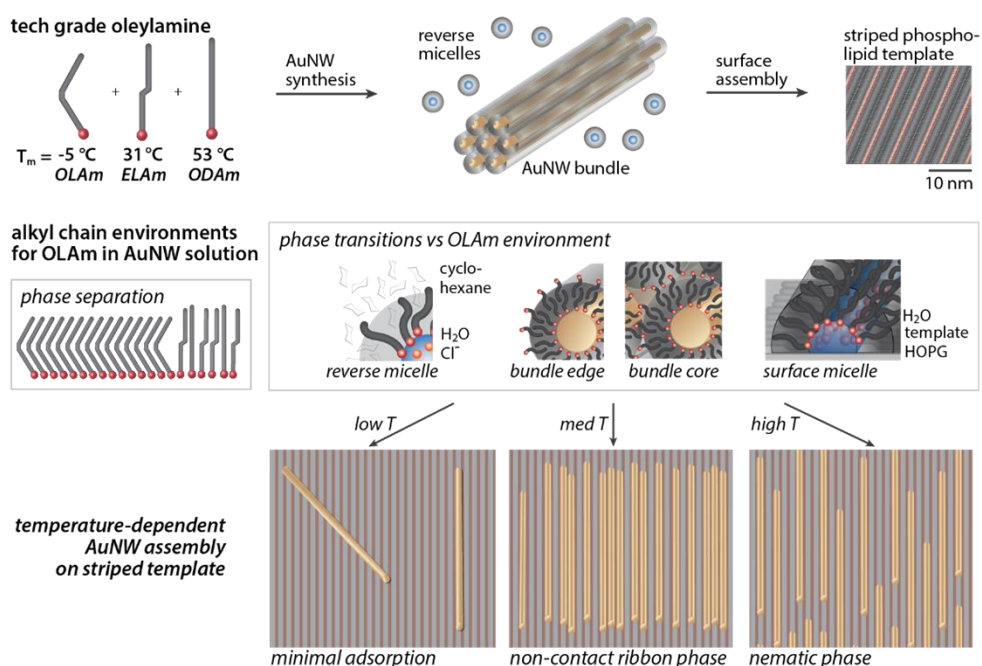 tech grade oleylamine
+
+
Tm = -5 °C
31 °C
53 °C
OLAm
ELAm
ODAm
AuNW
synthesis
reverse
micelles
AuNW bundle
surface
assembly
striped phospho-
lipid template
10 nm
alkyl chain environments
for OLAm in AuNW solution
phase separation
phase transitions vs OLAm environment
cyclo-
hexane
H2O
Cl-
reverse micelle
bundle edge
bundle core
H2O
template
HOPG
surface micelle
low T
med T
high T
temperature-dependent
AuNW assembly
on striped template
minimal adsorption
non-contact ribbon phase
nematic phase